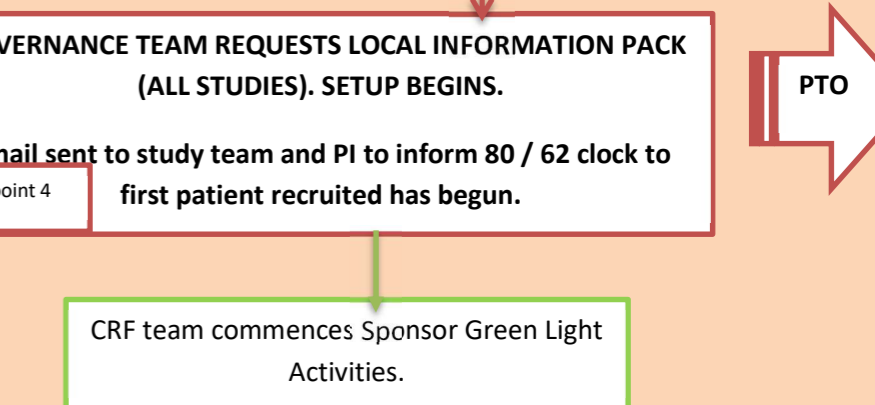 VERNANCE TEAM REQUESTS LOCAL INFORMATION PACK
(ALL STUDIES). SETUP BEGINS.
PTO
mail sent to study team and PI to inform 80 / 62 clock to
oint 4
first patient recruited has begun.
CRF team commences Sponsor Green Light
Activities.